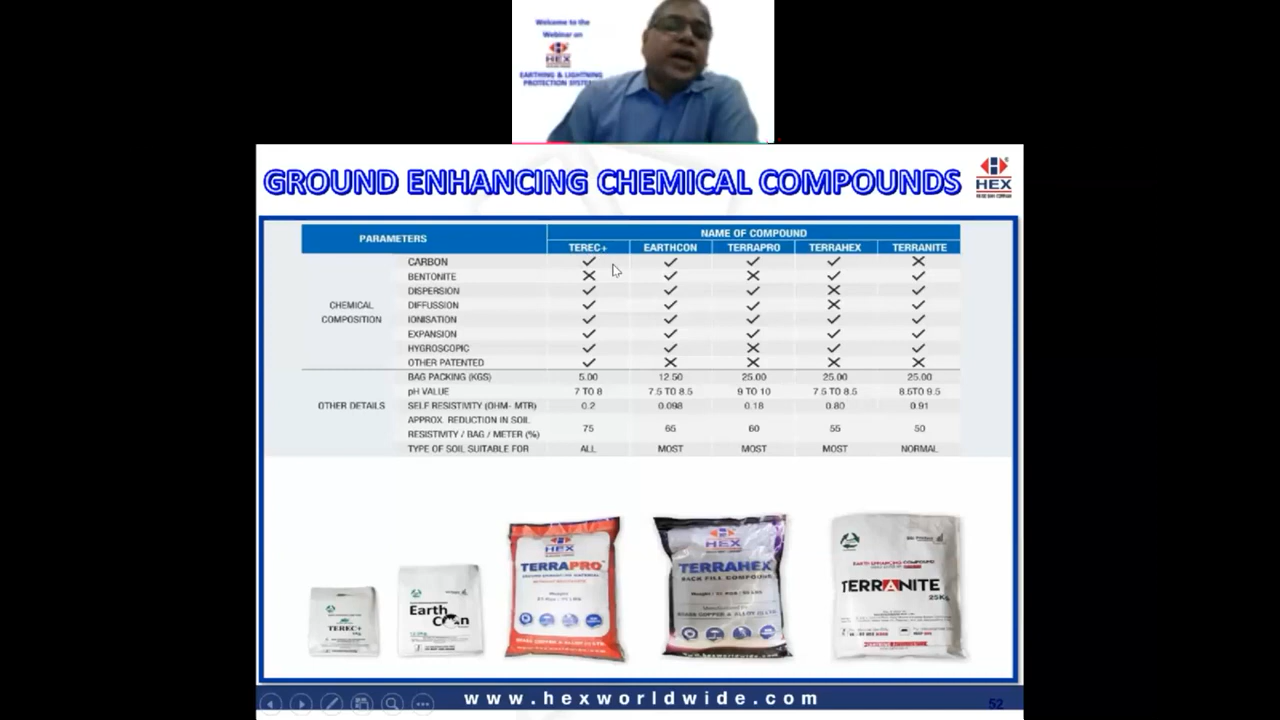 Welcome to the
Webinar on
HEX
EARTHING & LIGHTNING
PROTECTION SYSTEM
GROUND ENHANCING CHEMICAL COMPOUNDS
HEX
PARAMETERS NAME OF COMPOUND
TEREC+ EARTHCON TERRAPRO TERRAHEX TERRANITE
CHEMICAL COMPOSITION
CARBON ✓ ✓ ✓ ✓ ✕
BENTONITE ✕ ✓ ✕ ✓ ✓
DISPERSION ✓ ✓ ✓ ✕ ✓
DIFFUSSION ✓ ✓ ✓ ✕ ✓
IONISATION ✓ ✓ ✓ ✓ ✓
EXPANSION ✓ ✓ ✓ ✓ ✓
HYGROSCOPIC ✓ ✓ ✕ ✓ ✓
OTHER PATENTED ✓ ✕ ✕ ✕ ✕
OTHER DETAILS
BAG PACKING (KGS) 5.00 12.50 25.00 25.00 25.00
pH VALUE 7 TO 8 7.5 TO 8.5 9 TO 10 7.5 TO 8.5 8.5TO 9.5
SELF RESISTIVITY (OHM- MTR) 0.2 0.098 0.18 0.80 0.91
APPROX. REDUCTION IN SOIL
RESISTIVITY / BAG / METER (%) 75 65 60 55 50
TYPE OF SOIL SUITABLE FOR ALL MOST MOST MOST NORMAL
TEREC+
Earth
HEX
TERRAPRO
Weight
HEX
TERRAHEX
BACK FILL COMPOUND
EARTH ENHANCING COMPOUND
TERRANITE
25Kg
www.hexworldwide.com
52